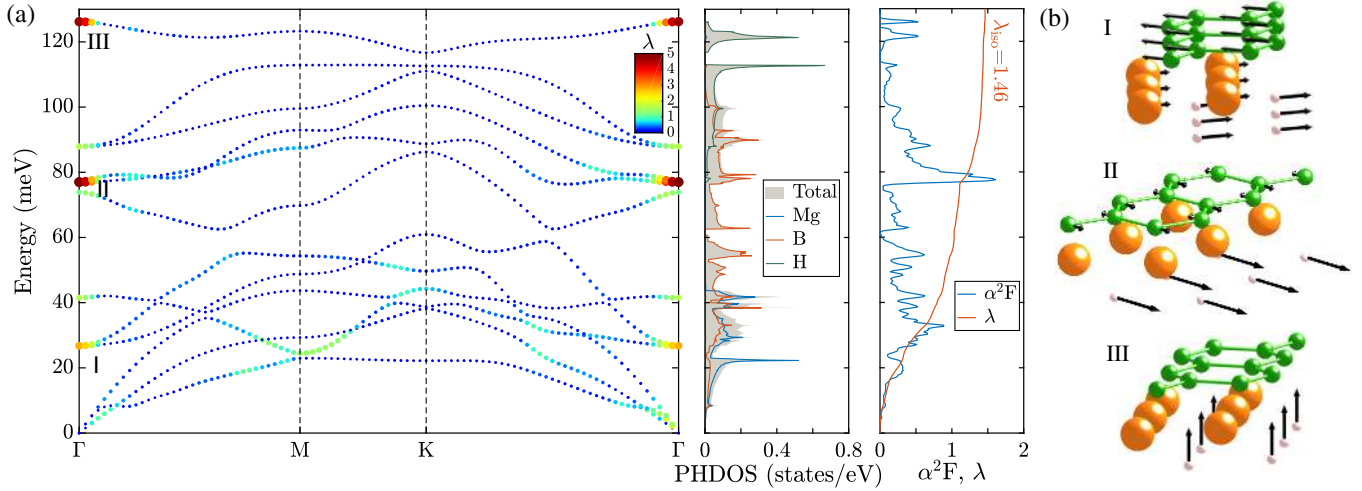 (a)
Energy (meV)
0
20
40
60
80
100
120
Γ
M
K
Γ
I
II
III
λ
5
4
3
2
1
0
Total
Mg
B
H
0
0.4
0.8
PHDOS (states/eV)
λiso=1.46
α²F
λ
0
1
2
α²F, λ
(b)
I
II
III